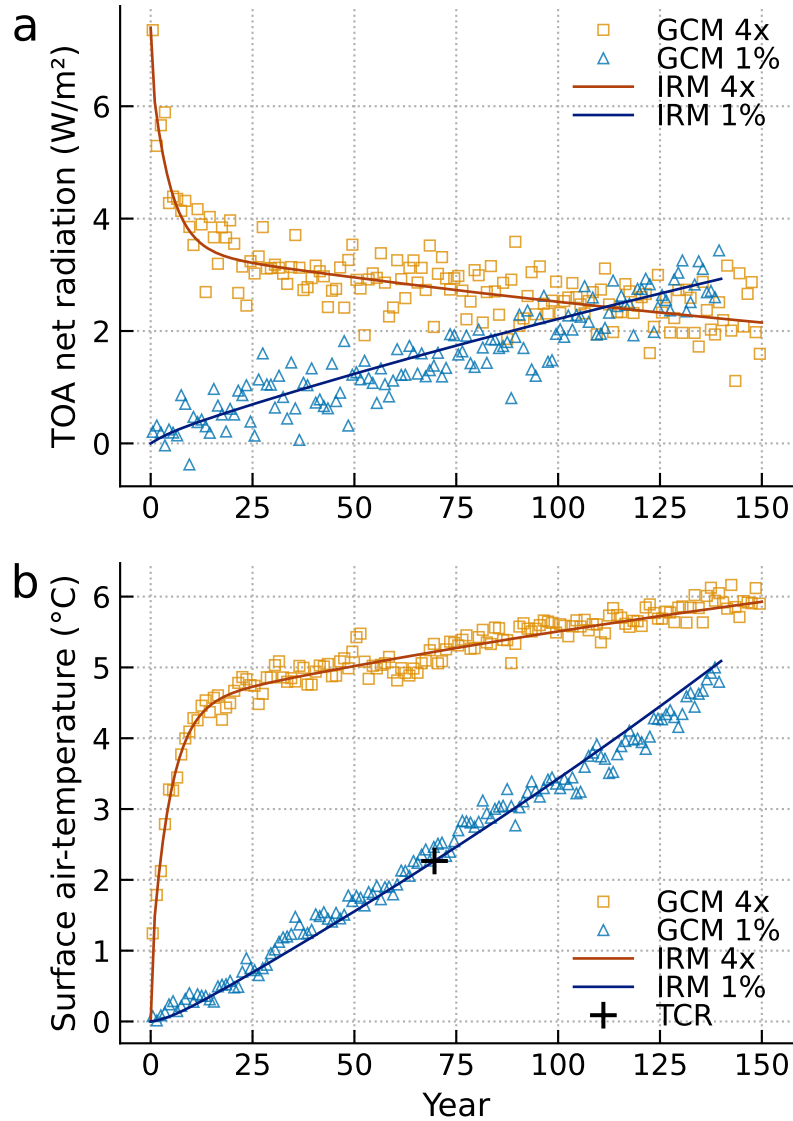 a
TOA net radiation (W/m²)
6
4
2
0
0 25 50 75 100 125 150
GCM 4x
GCM 1%
IRM 4x
IRM 1%
b
Surface air-temperature (°C)
6
5
4
3
2
1
0
0 25 50 75 100 125 150
Year
GCM 4x
GCM 1%
IRM 4x
IRM 1%
TCR